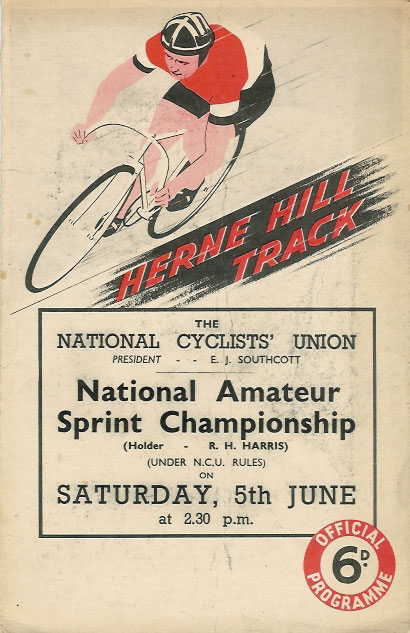 HERNE HILL
TRACK
THE
NATIONAL CYCLISTS' UNION
PRESIDENT - - E. J. SOUTHCOTT
National Amateur
Sprint Championship
(Holder - R. H. HARRIS)
(UNDER N.C.U. RULES)
ON
SATURDAY, 5th JUNE
at 2.30 p.m.
OFFICIAL
6D.
PROGRAMME